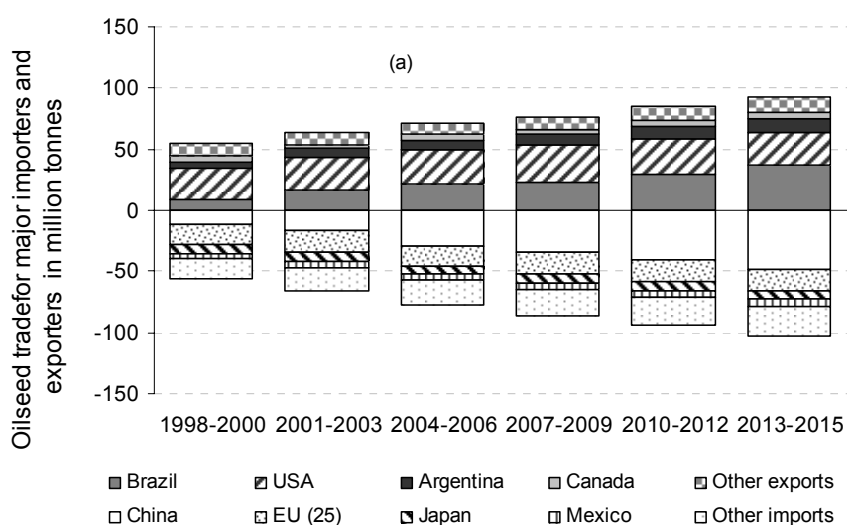 Oilseed tradefor major importers and
exporters in million tonnes
150
100
50
0
-50
-100
-150
(a)
1998-2000 2001-2003 2004-2006 2007-2009 2010-2012 2013-2015
Brazil USA Argentina Canada Other exports
China EU (25) Japan Mexico Other imports